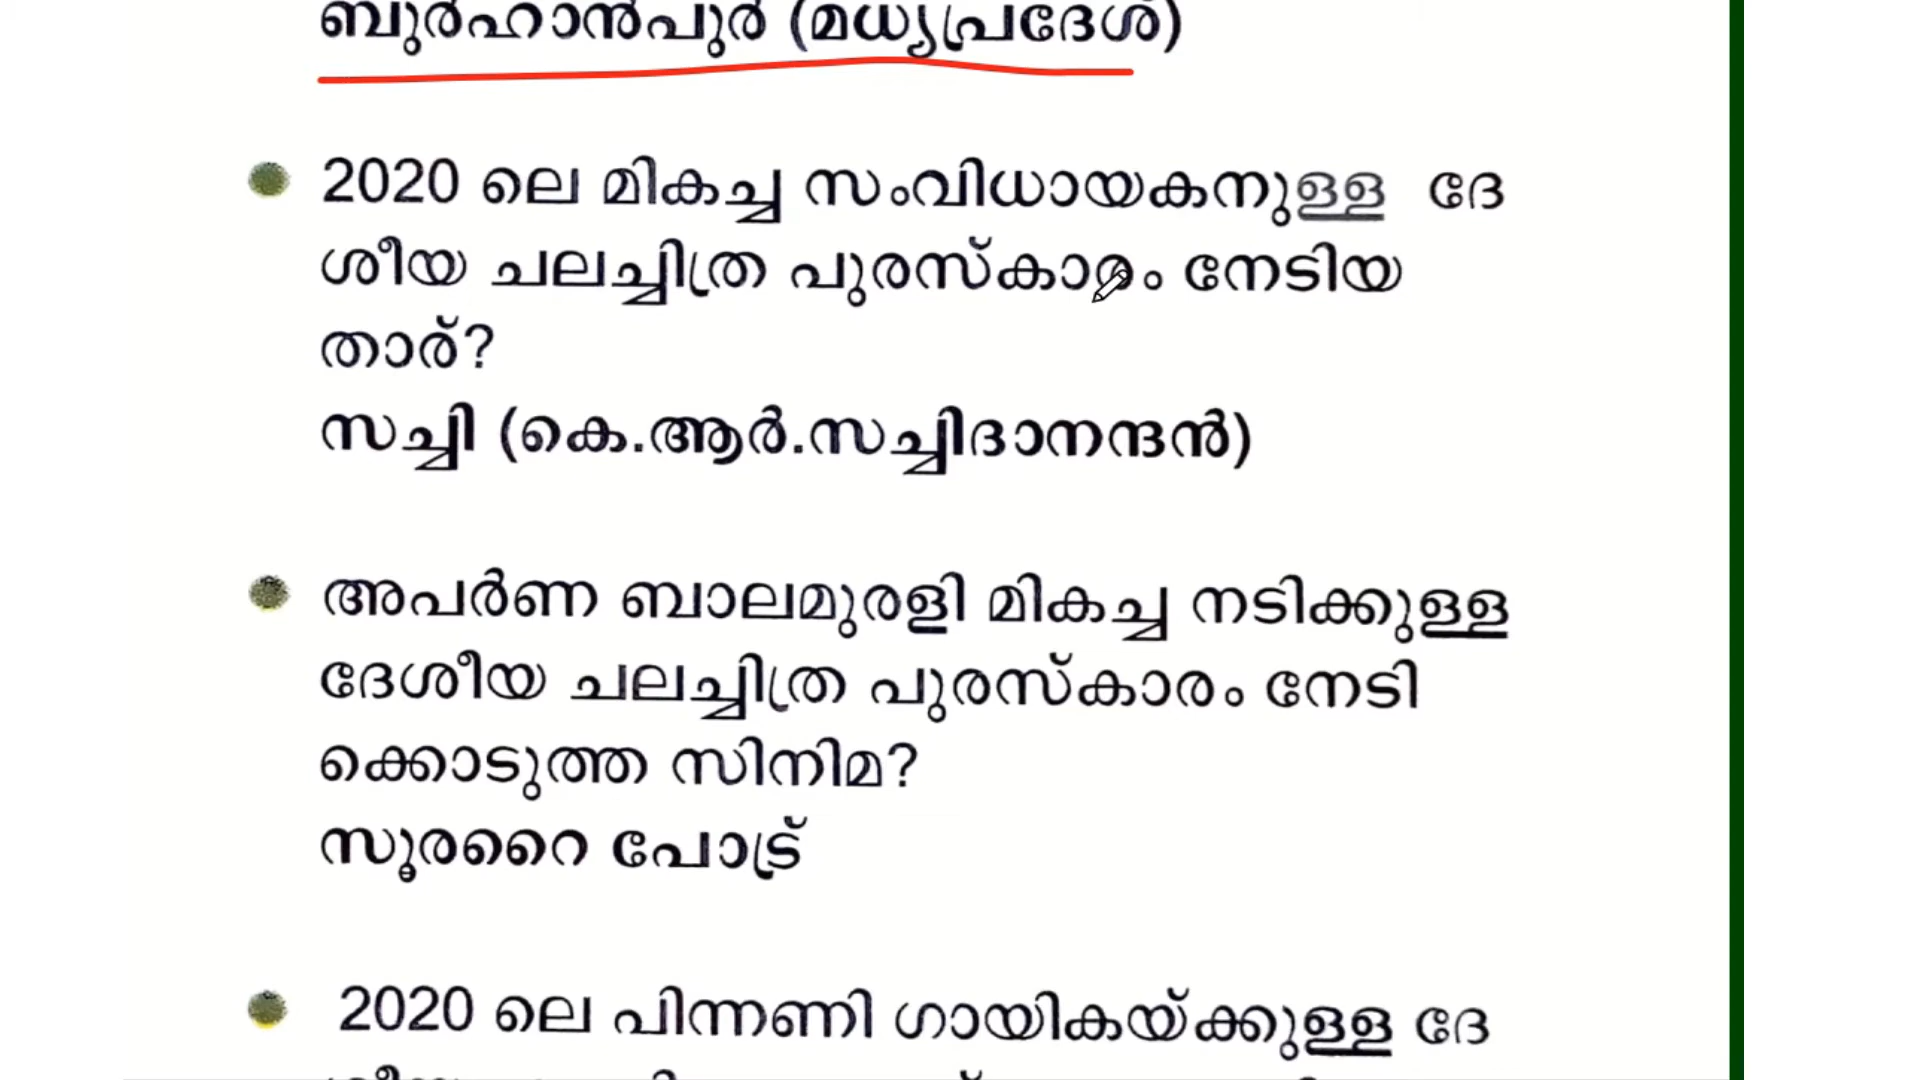 ബുർഹാൻപുർ (മധ്യപ്രദേശ്)
2020 ലെ മികച്ച സംവിധായകനുള്ള ദേ
ശീയ ചലച്ചിത്ര പുരസ്കാരം നേടിയ
താര്?
സച്ചി (കെ.ആർ.സച്ചിദാനന്ദൻ)
അപർണ ബാലമുരളി മികച്ച നടിക്കുള്ള
ദേശീയ ചലച്ചിത്ര പുരസ്കാരം നേടി
ക്കൊടുത്ത സിനിമ?
സൂരറൈ പോട്ര്
2020 ലെ പിന്നണി ഗായികയ്ക്കുള്ള ദേ